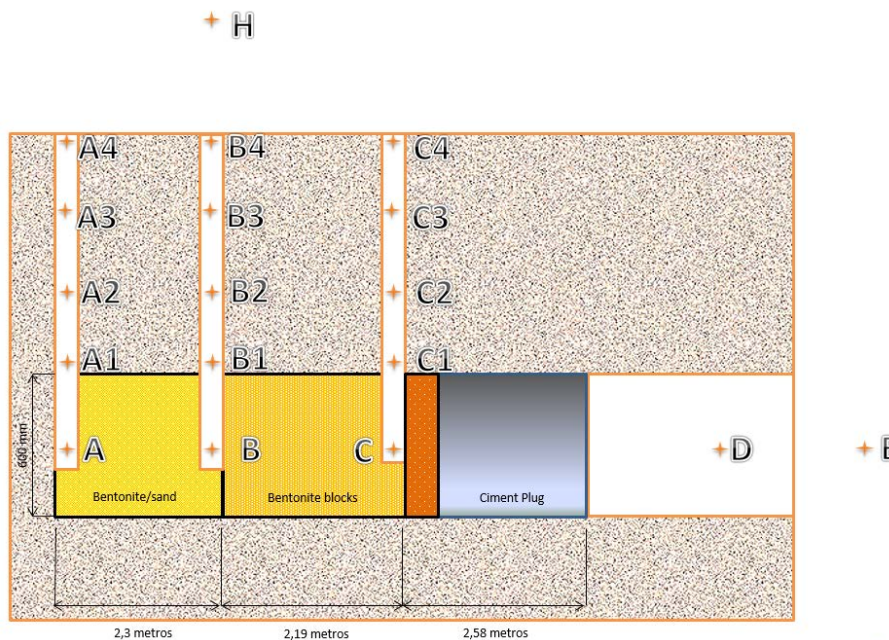 H
A4 B4 C4
A3 B3 C3
A2 B2 C2
A1 B1 C1
600 mm
A B C D E
Bentonite/sand Bentonite blocks Ciment Plug
2,3 metros 2,19 metros 2,58 metros